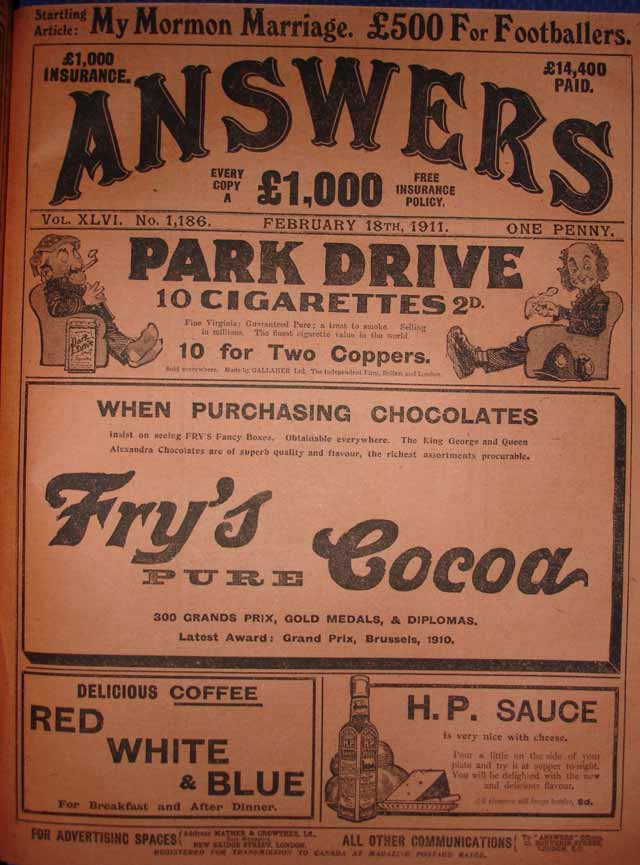 Startling Article: My Mormon Marriage. £500 For Footballers.
£1,000 INSURANCE.
£14,400 PAID.
ANSWERS
EVERY COPY A £1,000 FREE INSURANCE POLICY.
VOL. XLVI. No. 1,186. FEBRUARY 18TH, 1911. ONE PENNY.
PARK DRIVE
10 CIGARETTES 2D.
Fine Virginia; Guaranteed Pure; a treat to smoke. Selling
in millions. The finest cigarette value in the world.
10 for Two Coppers.
Sold everywhere. Made by GALLAHER Ltd. The Independent Firm, Belfast and London.
WHEN PURCHASING CHOCOLATES
insist on seeing FRY'S Fancy Boxes. Obtainable everywhere. The King George and Queen
Alexandra Chocolates are of superb quality and flavour, the richest assortments procurable.
Fry's
PURE Cocoa
300 GRANDS PRIX, GOLD MEDALS, & DIPLOMAS.
Latest Award: Grand Prix, Brussels, 1910.
DELICIOUS COFFEE
RED
WHITE
& BLUE
For Breakfast and After Dinner.
H.P. SAUCE
is very nice with cheese.
Pour a little on the side of your
plate and try it at supper to-night.
You will be delighted with the new
and delicious flavour.
6d.
FOR ADVERTISING SPACES Address MATHER & CROWTHER, Ld., NEW BRIDGE STREET, LONDON.
ALL OTHER COMMUNICATIONS To "ANSWERS" Offices, LONDON, E.C.
REGISTERED FOR TRANSMISSION TO CANADA AT MAGAZINE POSTAGE RATES.